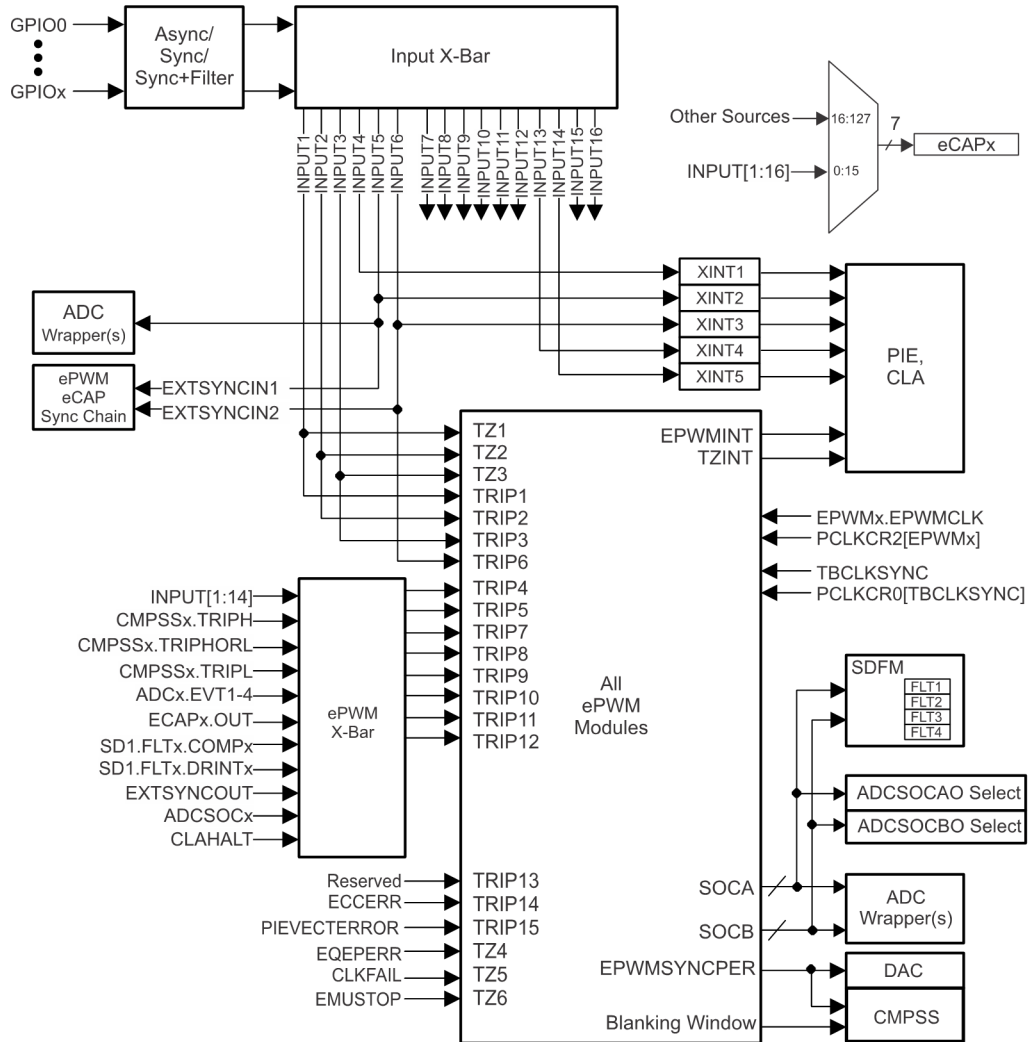 GPIO0
GPIOx
Async/
Sync/
Sync+Filter
Input X-Bar
INPUT1
INPUT2
INPUT3
INPUT4
INPUT5
INPUT6
INPUT7
INPUT8
INPUT9
INPUT10
INPUT11
INPUT12
INPUT13
INPUT14
INPUT15
INPUT16
Other Sources
INPUT[1:16]
16:127
0:15
7
eCAPx
XINT1
XINT2
XINT3
XINT4
XINT5
PIE,
CLA
ADC
Wrapper(s)
ePWM
eCAP
Sync Chain
EXTSYNCIN1
EXTSYNCIN2
TZ1
TZ2
TZ3
TRIP1
TRIP2
TRIP3
TRIP6
TRIP4
TRIP5
TRIP7
TRIP8
TRIP9
TRIP10
TRIP11
TRIP12
EPWMINT
TZINT
EPWMx.EPWMCLK
PCLKCR2[EPWMx]
TBCLKSYNC
PCLKCR0[TBCLKSYNC]
INPUT[1:14]
CMPSSx.TRIPH
CMPSSx.TRIPHORL
CMPSSx.TRIPL
ADCx.EVT1-4
ECAPx.OUT
SD1.FLTx.COMPx
SD1.FLTx.DRINTx
EXTSYNCOUT
ADCSOCx
CLAHALT
ePWM
X-Bar
All
ePWM
Modules
SDFM
FLT1
FLT2
FLT3
FLT4
ADCSOCAO Select
ADCSOCBO Select
Reserved
ECCERR
PIEVECTERROR
EQEPERR
CLKFAIL
EMUSTOP
TRIP13
TRIP14
TRIP15
TZ4
TZ5
TZ6
SOCA
SOCB
EPWMSYNCPER
Blanking Window
ADC
Wrapper(s)
DAC
CMPSS